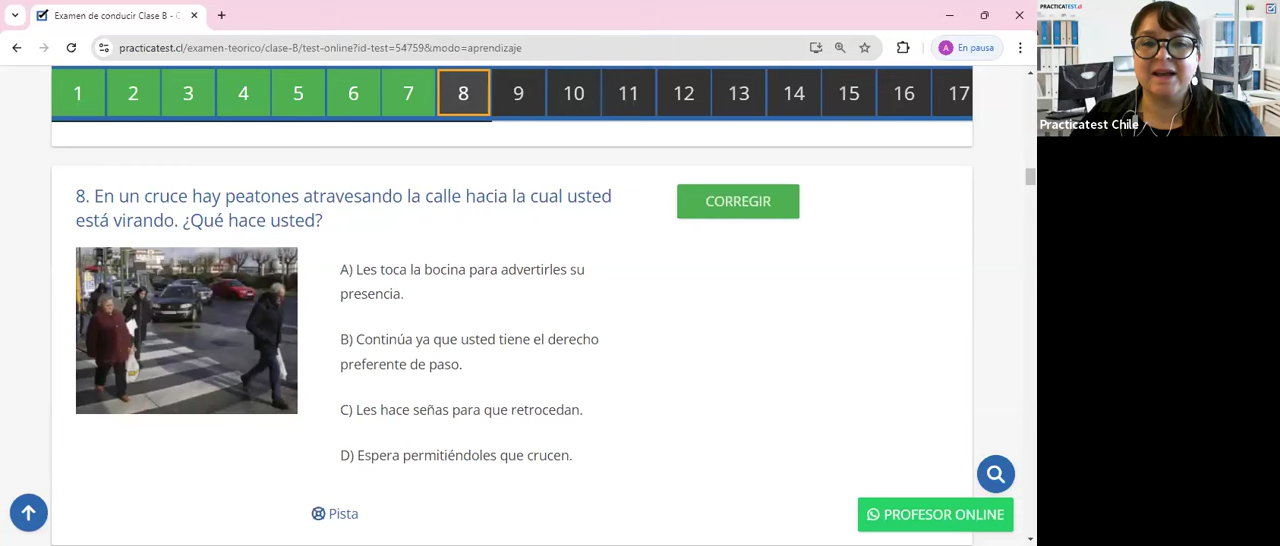 Examen de conducir Clase B - C
practicatest.cl/examen-teorico/clase-B/test-online?id-test=54759&modo=aprendizaje
A En pausa
PRACTICATEST.cl
Practicatest Chile
1 2 3 4 5 6 7 8 9 10 11 12 13 14 15 16 17
8. En un cruce hay peatones atravesando la calle hacia la cual usted
está virando. ¿Qué hace usted?
CORREGIR
A) Les toca la bocina para advertirles su
presencia.
B) Continúa ya que usted tiene el derecho
preferente de paso.
C) Les hace señas para que retrocedan.
D) Espera permitiéndoles que crucen.
Pista
PROFESOR ONLINE